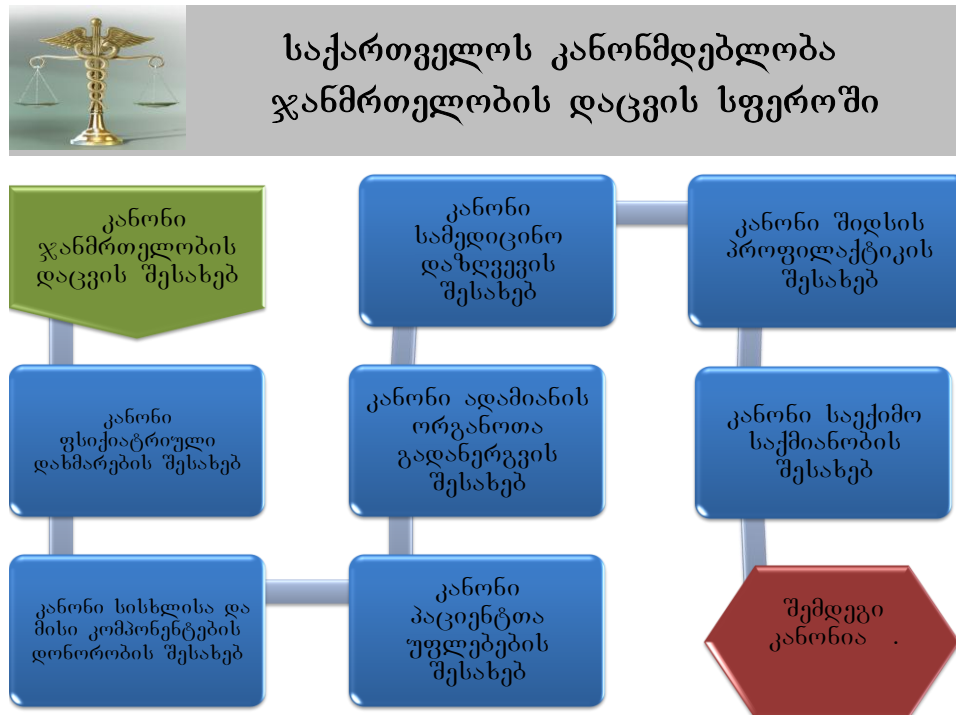 საქართველოს კანონმდებლობა
ჯანმრთელობის დაცვის სფეროში
კანონი
ჯანმრთელობის
დაცვის შესახებ
კანონი
ფსიქიატრიული
დახმარების შესახებ
კანონი სისხლისა და
მისი კომპონენტების
დონორობის შესახებ
კანონი
პაციენტთა
უფლებების
შესახებ
კანონი ადამიანის
ორგანოთა
გადანერგვის
შესახებ
კანონი
სამედიცინო
დაზღვევის
შესახებ
კანონი შიდსის
პროფილაქტიკის
შესახებ
კანონი საექიმო
საქმიანობის
შესახებ
შემდეგი
კანონია .